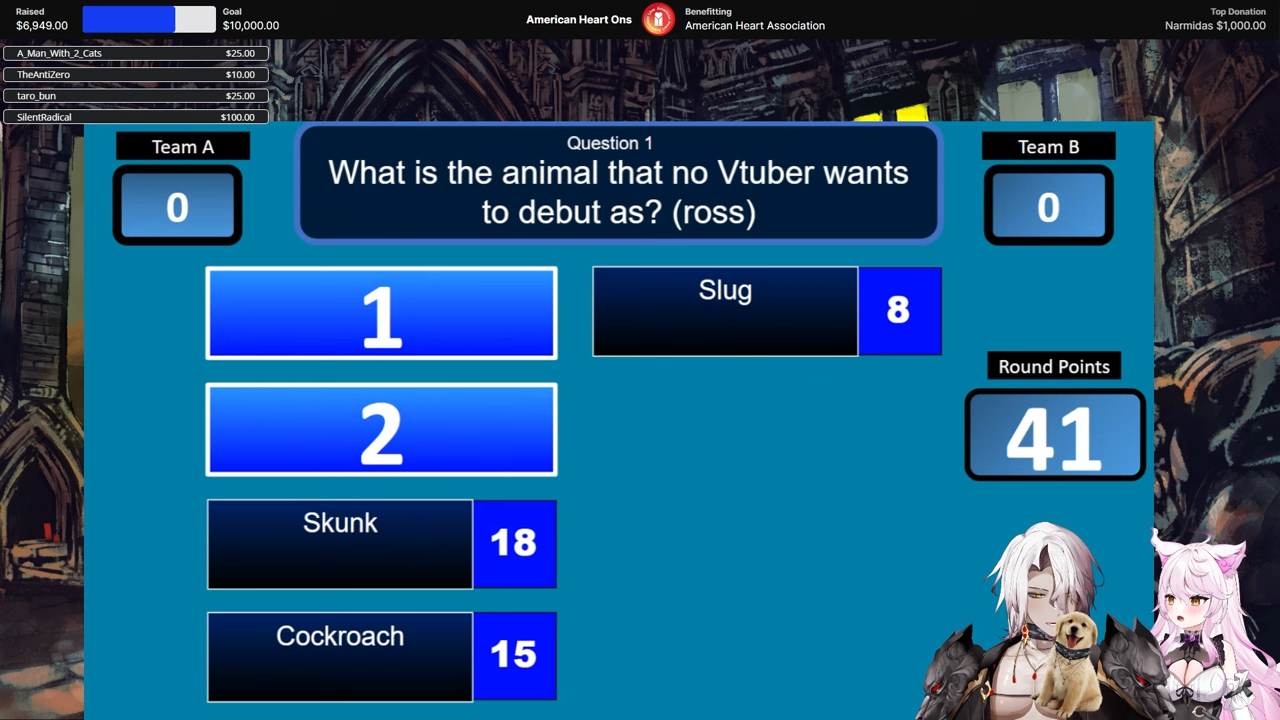 Raised
$6,949.00
Goal
$10,000.00
American Heart Ons
Benefitting
American Heart Association
Top Donation
Narmidas $1,000.00
A_Man_With_2_Cats $25.00
TheAntiZero $10.00
taro_bun $25.00
SilentRadical $100.00
Team A
0
Question 1
What is the animal that no Vtuber wants
to debut as? (ross)
Team B
0
1
Slug 8
2
Round Points
41
Skunk 18
Cockroach 15